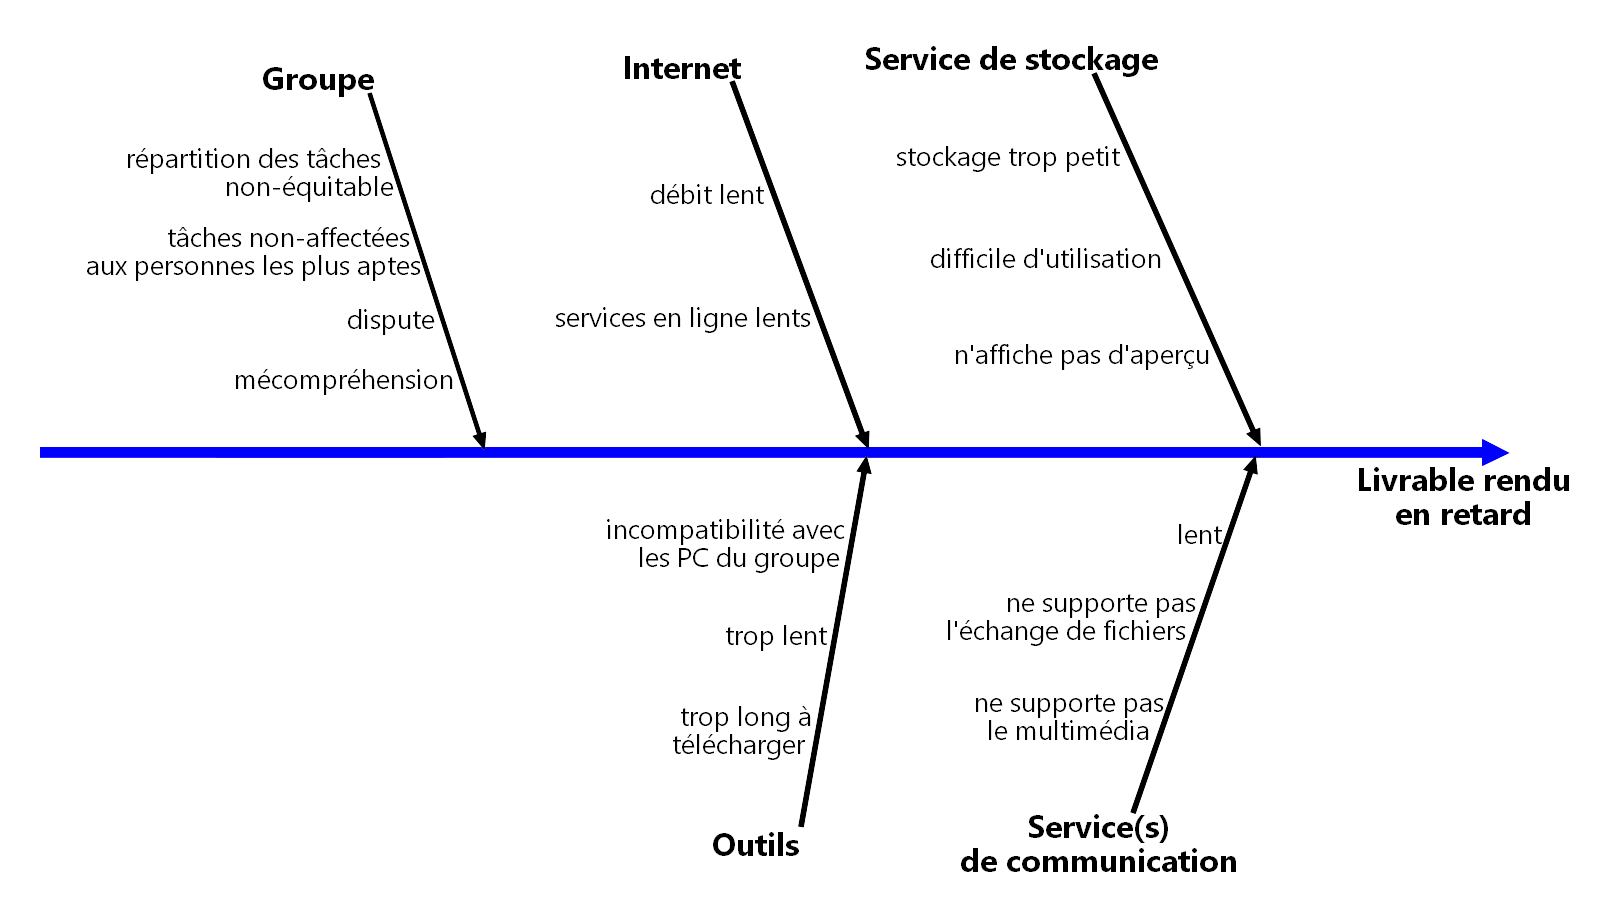 Groupe
répartition des tâches
non-équitable
tâches non-affectées
aux personnes les plus aptes
dispute
mécompréhension
Internet
débit lent
services en ligne lents
Service de stockage
stockage trop petit
difficile d'utilisation
n'affiche pas d'aperçu
Livrable rendu
en retard
incompatibilité avec
les PC du groupe
trop lent
trop long à
télécharger
Outils
lent
ne supporte pas
l'échange de fichiers
ne supporte pas
le multimédia
Service(s)
de communication